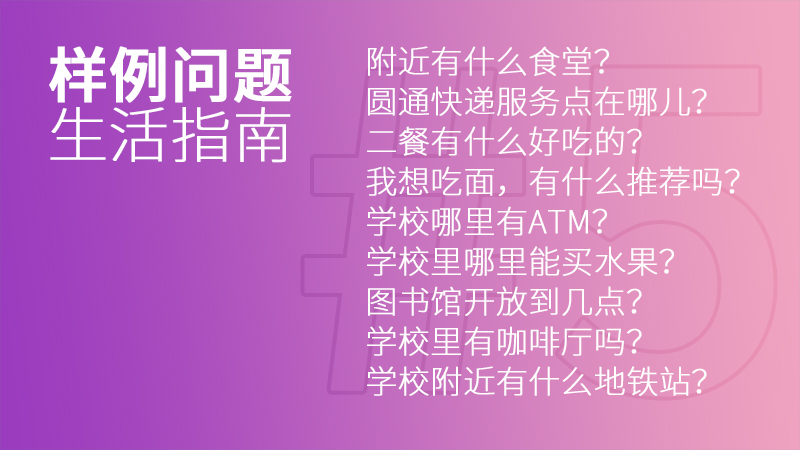 样例问题
生活指南
附近有什么食堂？
圆通快递服务点在哪儿？
二餐有什么好吃的？
我想吃面，有什么推荐吗？
学校哪里有ATM？
学校里哪里能买水果？
图书馆开放到几点？
学校里有咖啡厅吗？
学校附近有什么地铁站？
#5